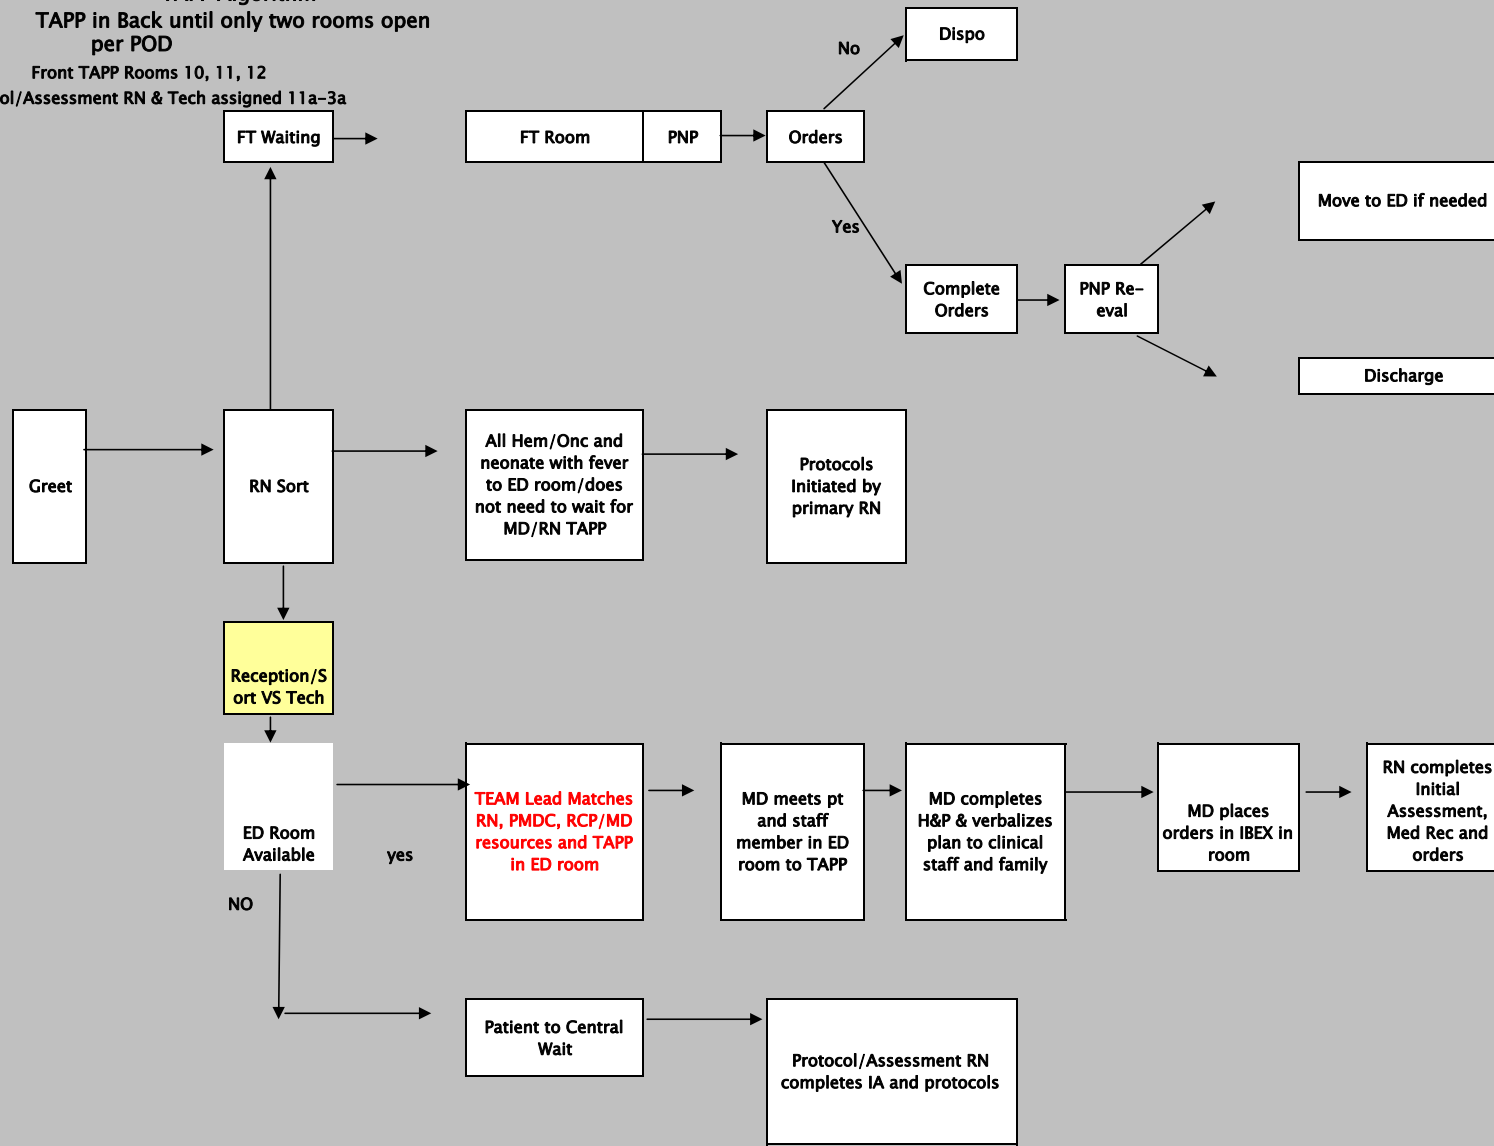 TAPP in Back until only two rooms open
per POD
Front TAPP Rooms 10, 11, 12
/Assessment RN & Tech assigned 11a-3a
Dispo
No
FT Waiting
FT Room
PNP
Orders
Move to ED if needed
Yes
Complete
Orders
PNP Re-
eval
Discharge
Greet
RN Sort
All Hem/Onc and
neonate with fever
to ED room/does
not need to wait for
MD/RN TAPP
Protocols
Initiated by
primary RN
Reception/S
ort VS Tech
ED Room
Available
yes
NO
TEAM Lead Matches
RN, PMDC, RCP/MD
resources and TAPP
in ED room
MD meets pt
and staff
member in ED
room to TAPP
MD completes
H&P & verbalizes
plan to clinical
staff and family
MD places
orders in IBEX in
room
RN completes
Initial
Assessment,
Med Rec and
orders
Patient to Central
Wait
Protocol/Assessment RN
completes IA and protocols